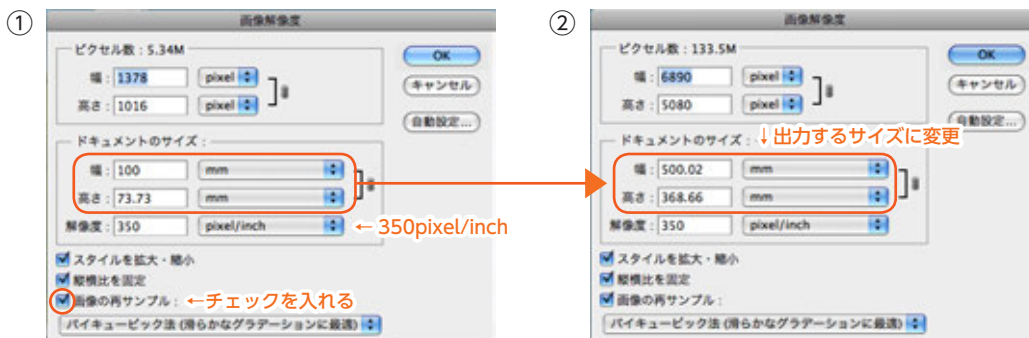 ①
画像解像度
ピクセル数：5.34M
幅：1378 pixel
高さ：1016 pixel
OK
キャンセル
自動設定...
ドキュメントのサイズ：
幅：100 mm
高さ：73.73 mm
解像度：350 pixel/inch
← 350pixel/inch
スタイルを拡大・縮小
縦横比を固定
画像の再サンプル：
←チェックを入れる
バイキュービック法 (滑らかなグラデーションに最適)
②
画像解像度
ピクセル数：133.5M
幅：6890 pixel
高さ：5080 pixel
OK
キャンセル
自動設定...
ドキュメントのサイズ：
↓出力するサイズに変更
幅：500.02 mm
高さ：368.66 mm
解像度：350 pixel/inch
スタイルを拡大・縮小
縦横比を固定
画像の再サンプル：
バイキュービック法 (滑らかなグラデーションに最適)